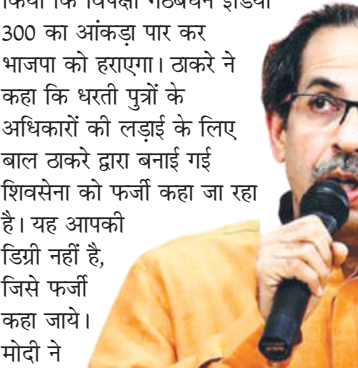 किया कि विपक्षी गठबंधन इंडिया
300 का आंकड़ा पार कर
भाजपा को हराएगा। ठाकरे ने
कहा कि धरती पुत्रों के
अधिकारों की लड़ाई के लिए
बाल ठाकरे द्वारा बनाई गई
शिवसेना को फर्जी कहा जा रहा
है। यह आपकी
डिग्री नहीं है,
जिसे फर्जी
कहा जाये।
मोदी ने